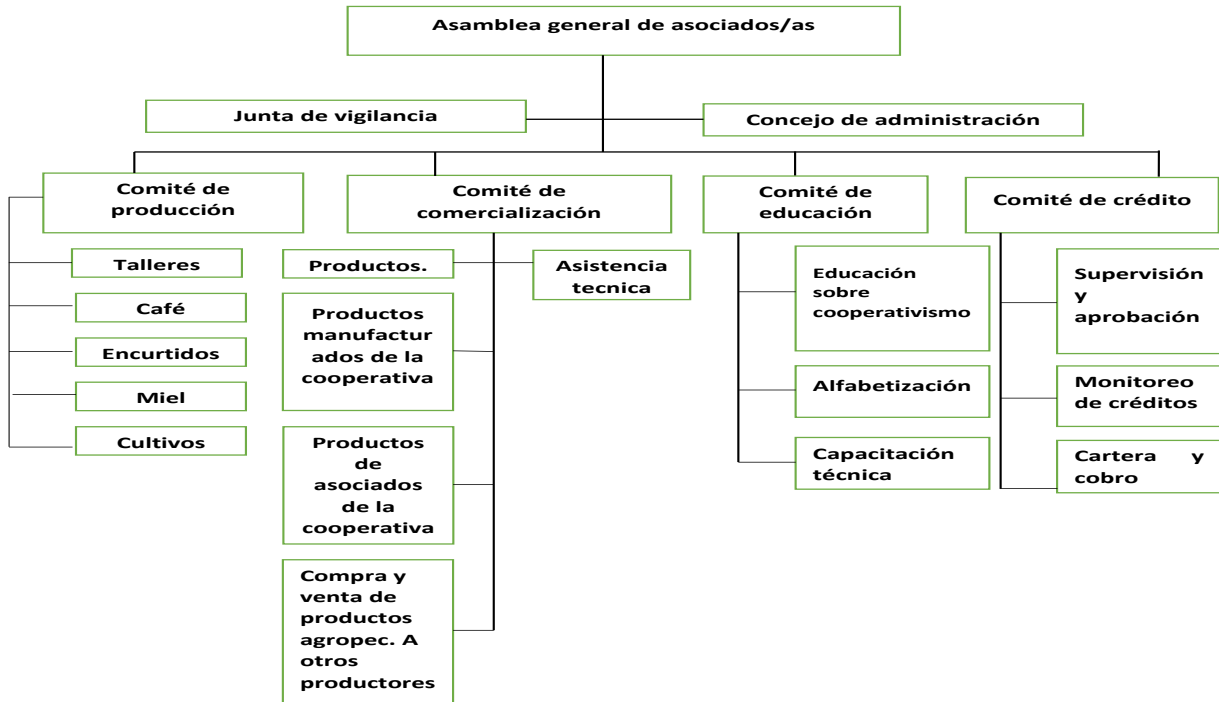 Asamblea general de asociados/as
Junta de vigilancia
Concejo de administración
Comité de
producción
Comité de
comercialización
Comité de
educación
Comité de crédito
Talleres
Café
Encurtidos
Miel
Cultivos
Productos.
Asistencia
tecnica
Productos
manufactur
ados de la
cooperativa
Productos
de
asociados
de la
cooperativa
Compra y
venta de
productos
agropec. A
otros
productores
Educación
sobre
cooperativismo
Alfabetización
Capacitación
técnica
Supervisión
y
aprobación
Monitoreo
de créditos
Cartera y
cobro